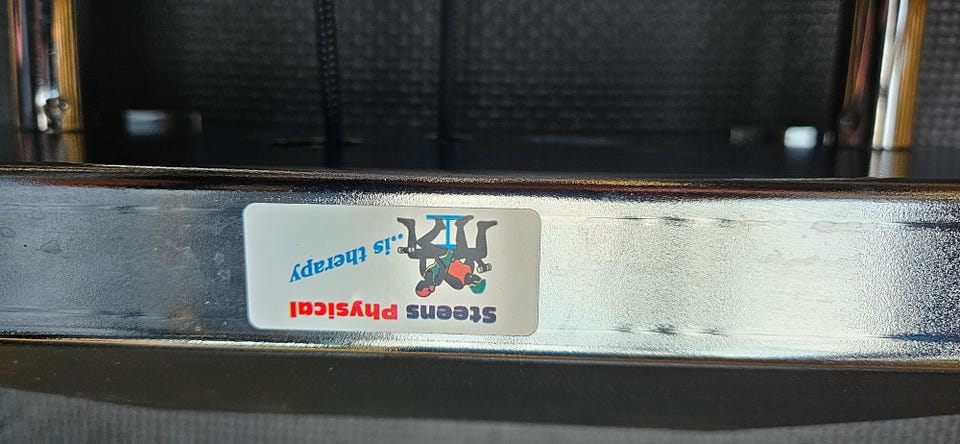 Steens Physical
..is therapy